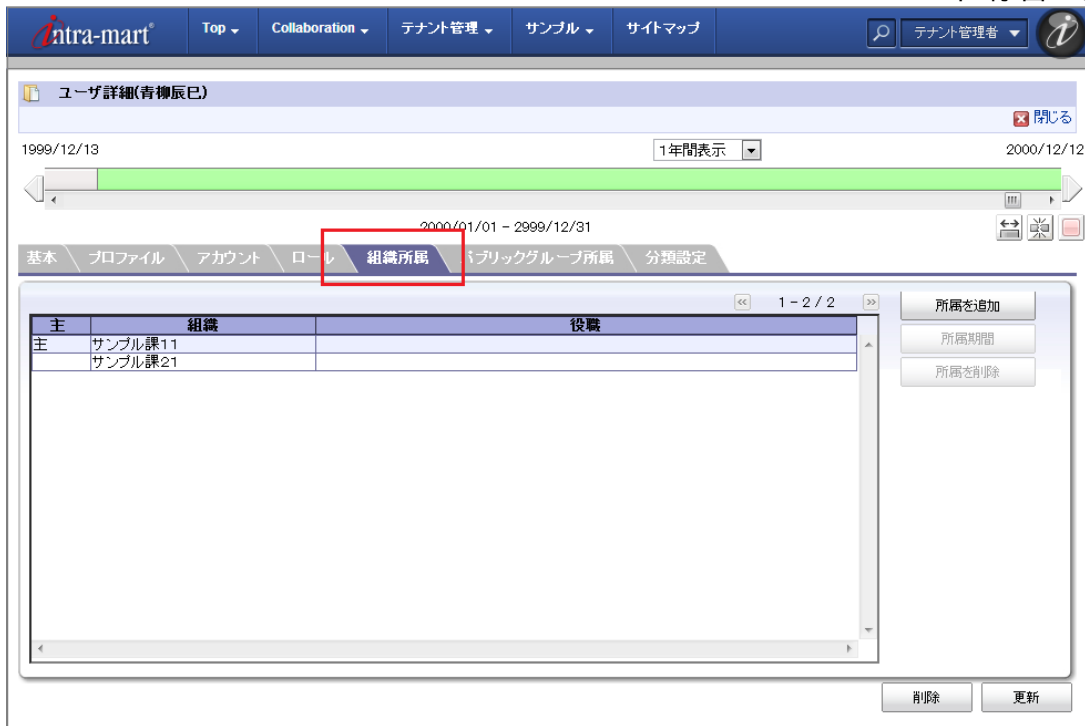 intra-mart® Top Collaboration テナント管理 サンプル サイトマップ テナント管理者
ユーザ詳細(青柳辰巳)
閉じる
1999/12/13 1年間表示 2000/12/12
2000/01/01 - 2999/12/31
基本 プロファイル アカウント ロール 組織所属 パブリックグループ所属 分類設定
1 - 2 / 2 所属を追加
主 組織 役職
主 サンプル課11 所属期間
サンプル課21
所属を削除
削除 更新